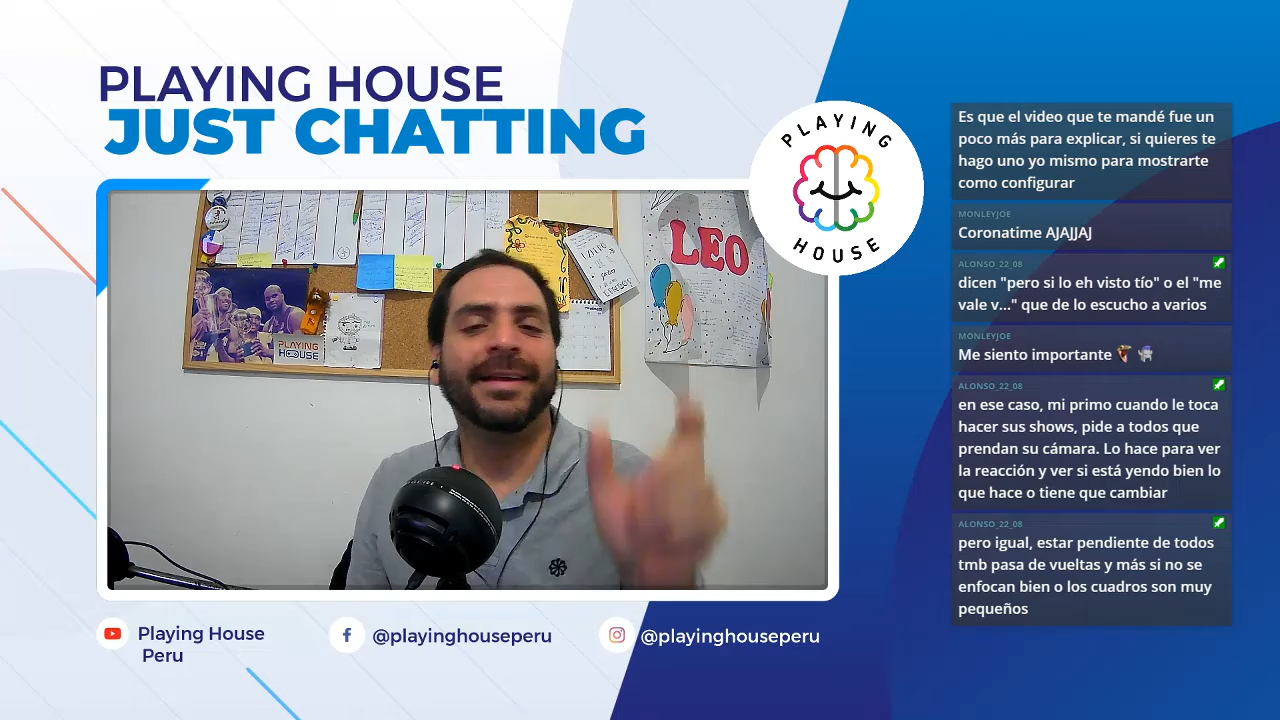 PLAYING HOUSE
JUST CHATTING
PLAYING
HOUSE
LEO
PLAYING
HOUSE
Es que el video que te mandé fue un
poco más para explicar, si quieres te
hago uno yo mismo para mostrarte
como configurar
MONLEYJOE
Coronatime AJAJJAJ
ALONSO_22_08
dicen "pero si lo eh visto tío" o el "me
vale v..." que de lo escucho a varios
MONLEYJOE
Me siento importante
ALONSO_22_08
en ese caso, mi primo cuando le toca
hacer sus shows, pide a todos que
prendan su cámara. Lo hace para ver
la reacción y ver si está yendo bien lo
que hace o tiene que cambiar
ALONSO_22_08
pero igual, estar pendiente de todos
tmb pasa de vueltas y más si no se
enfocan bien o los cuadros son muy
pequeños
Playing House
Peru
@playinghouseperu
@playinghouseperu